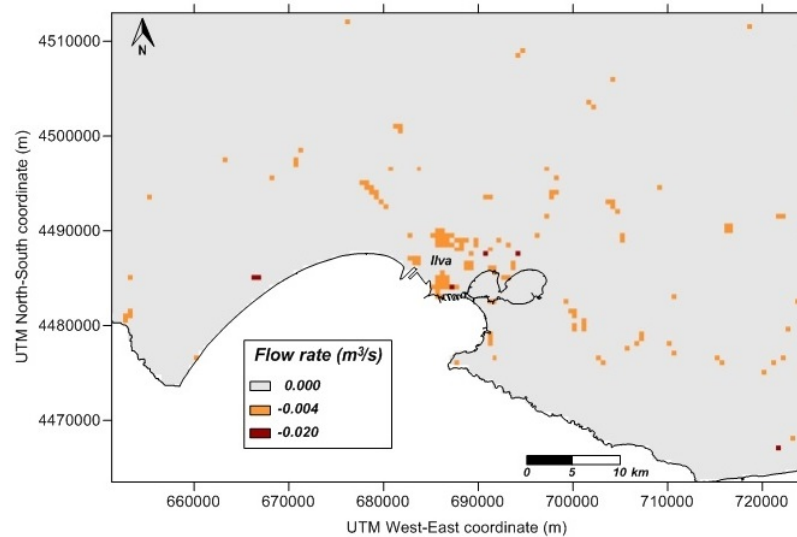 4510000
N
4500000
4490000
4480000
4470000
UTM North-South coordinate (m)
Ilva
Flow rate (m³/s)
0.000
-0.004
-0.020
0 5 10 km
660000 670000 680000 690000 700000 710000 720000
UTM West-East coordinate (m)